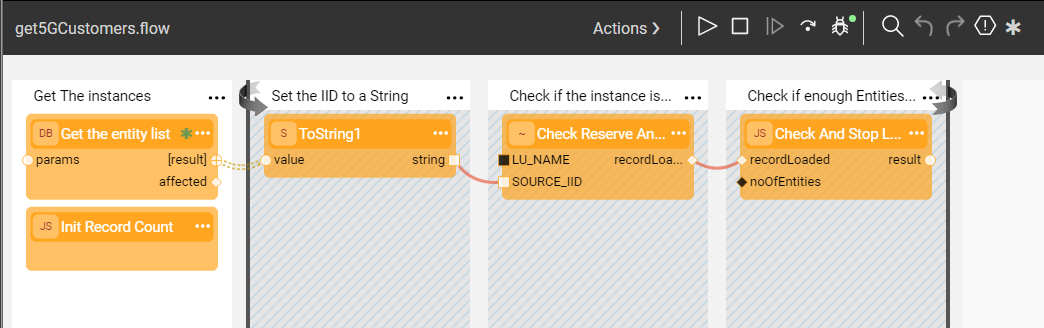 get5GCustomers.flow
Actions
Get The instances ...
Set the IID to a String ...
Check if the instance is... ...
Check if enough Entities... ...
DB Get the entity list * ...
params [result]
affected
JS Init Record Count ...
S ToString1 ...
value string
~ Check Reserve An... ...
LU_NAME recordLoa...
SOURCE_IID
JS Check And Stop L... ...
recordLoaded result
noOfEntities